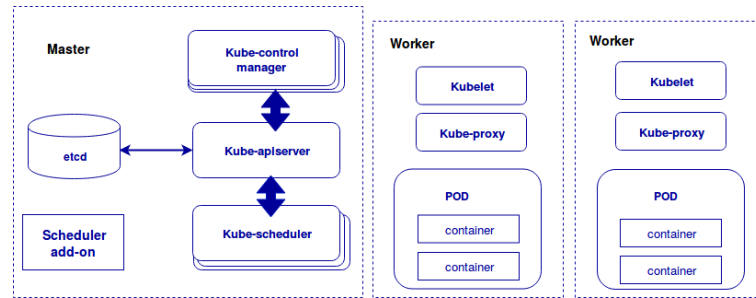 Master
Kube-control
manager
etcd
Kube-apiserver
Scheduler
add-on
Kube-scheduler
Worker
Kubelet
Kube-proxy
POD
container
container
Worker
Kubelet
Kube-proxy
POD
container
container